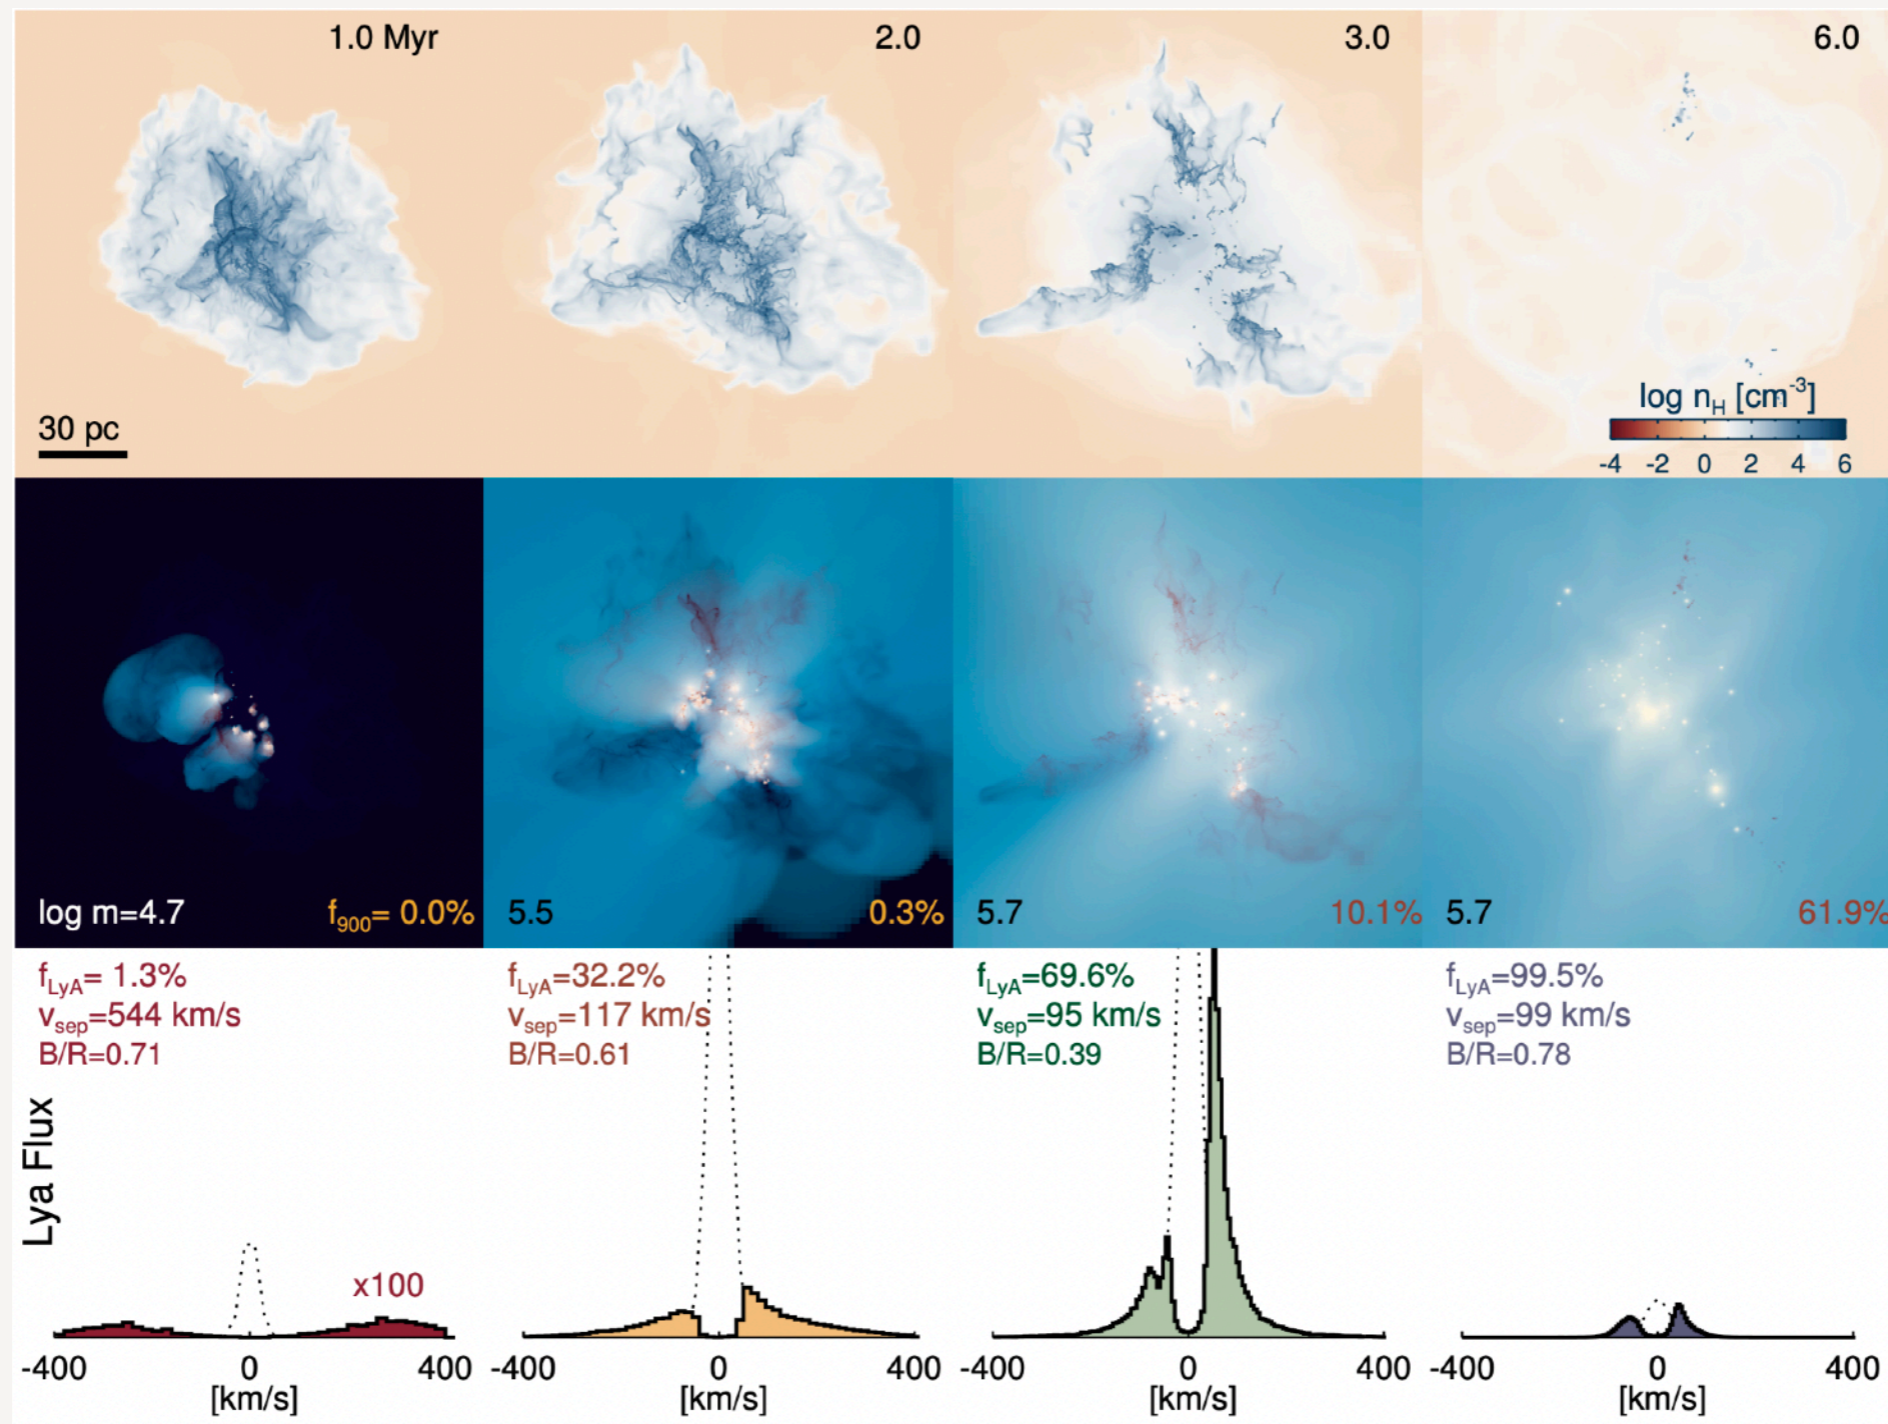 1.0 Myr
2.0
3.0
6.0
30 pc
log n_H [cm^-3]
-4 -2 0 2 4 6
log m=4.7
f_900= 0.0%
5.5
0.3%
5.7
10.1%
5.7
61.9%
f_LyA= 1.3%
v_sep=544 km/s
B/R=0.71
f_LyA=32.2%
v_sep=117 km/s
B/R=0.61
f_LyA=69.6%
v_sep=95 km/s
B/R=0.39
f_LyA=99.5%
v_sep=99 km/s
B/R=0.78
Lya Flux
x100
-400 0 400
[km/s]
-400 0 400
[km/s]
-400 0 400
[km/s]
-400 0 400
[km/s]